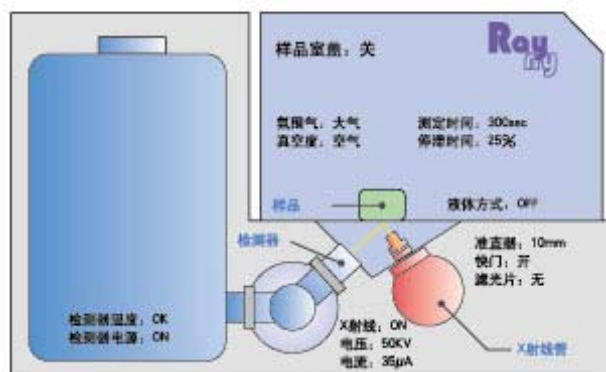 样品室盖：关
Ray
ny
氛围气：大气
测定时间：300sec
真空度：空气
停滞时间：25%
样品
液体方式：OFF
检测器
准直器：10mm
快门：开
滤光片：无
检测器温度：OK
检测器电源：ON
X射线：ON
电压：50KV
电流：35μA
X射线管